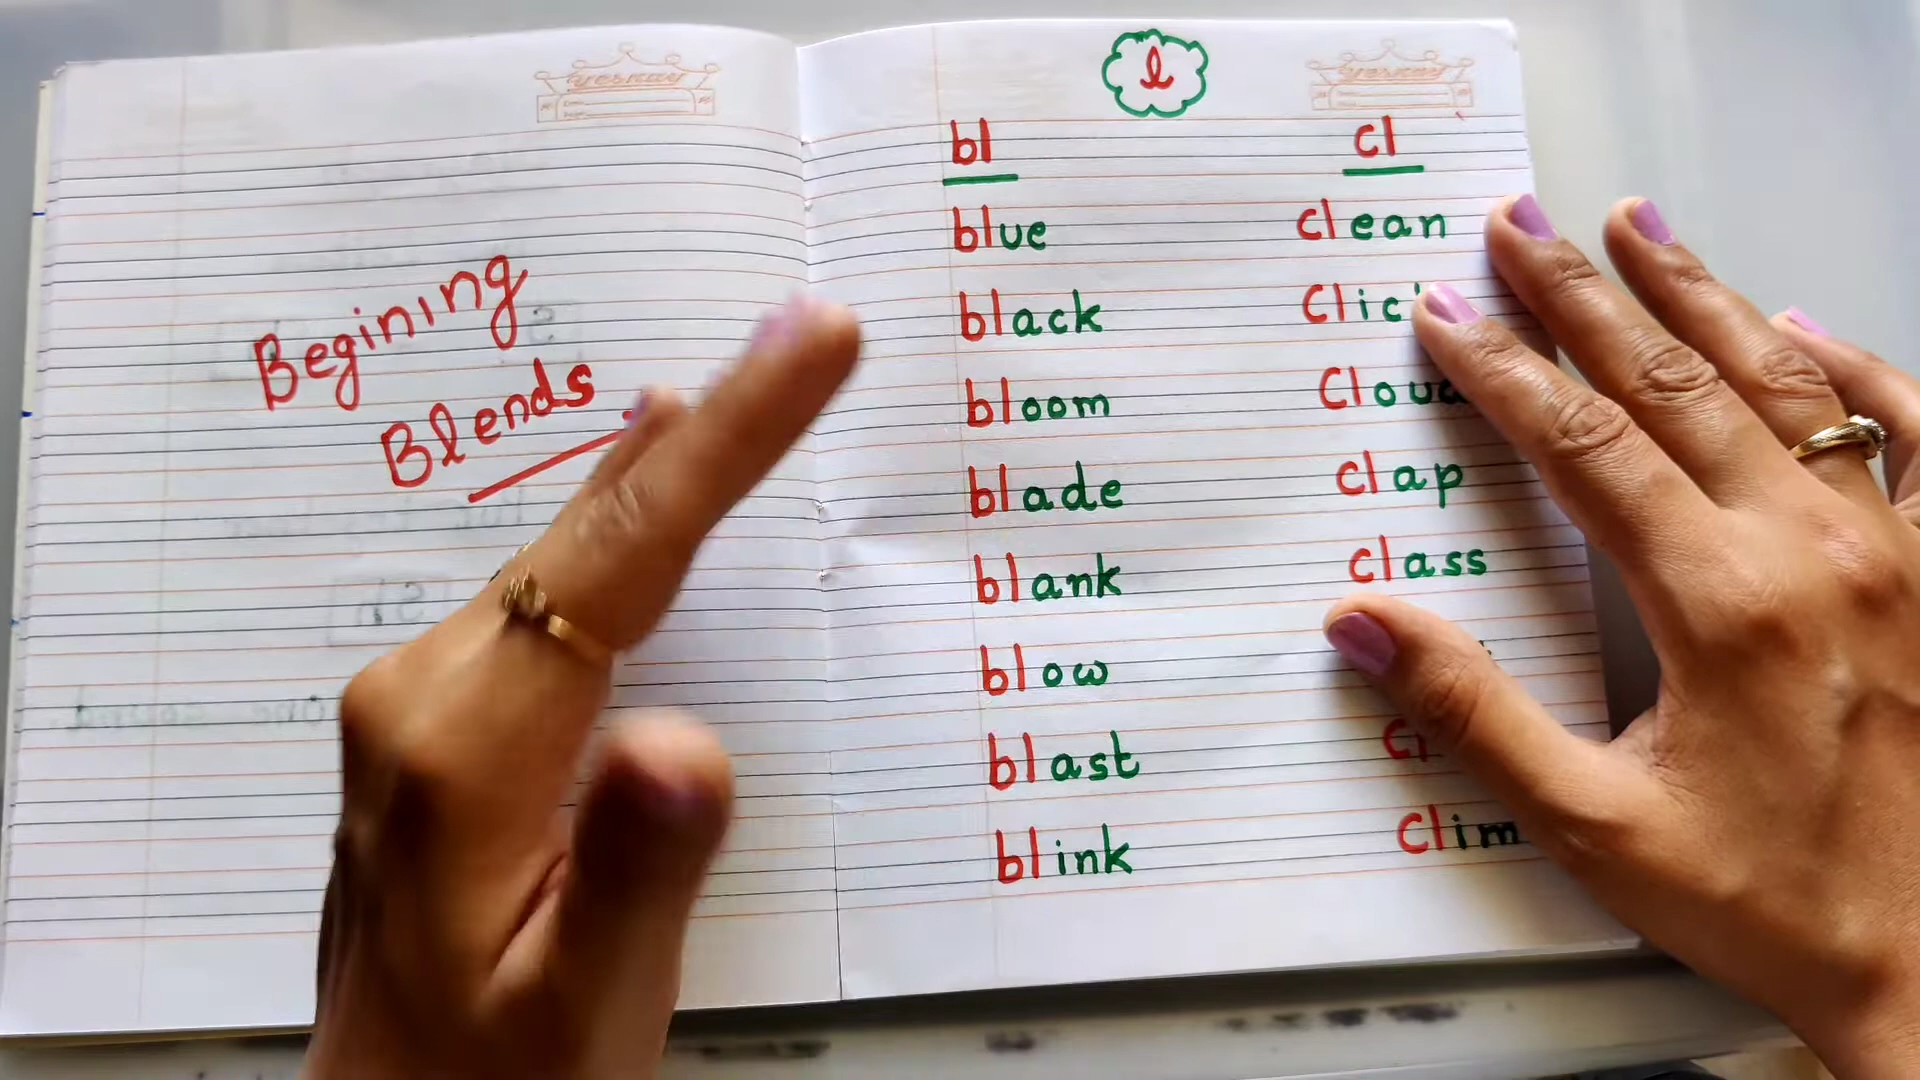 Begining
Blends
l
bl cl
blue clean
black
bloom
blade clap
blank class
blow
blast
blink